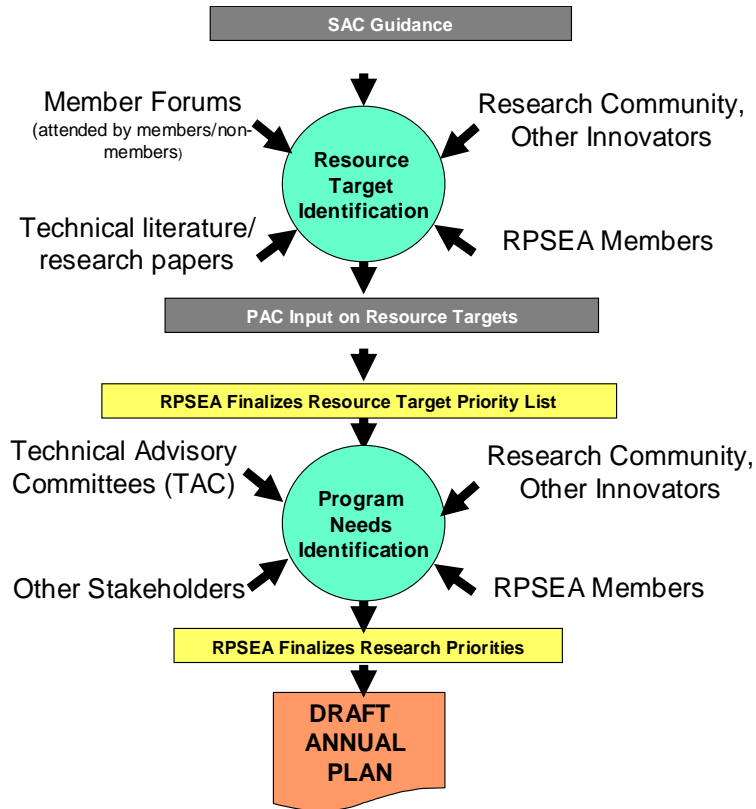 SAC Guidance
Member Forums
(attended by members/non-
members)
Research Community,
Other Innovators
Resource
Target
Identification
Technical literature/
research papers
RPSEA Members
PAC Input on Resource Targets
RPSEA Finalizes Resource Target Priority List
Technical Advisory
Committees (TAC)
Research Community,
Other Innovators
Program
Needs
Identification
Other Stakeholders
RPSEA Members
RPSEA Finalizes Research Priorities
DRAFT
ANNUAL
PLAN